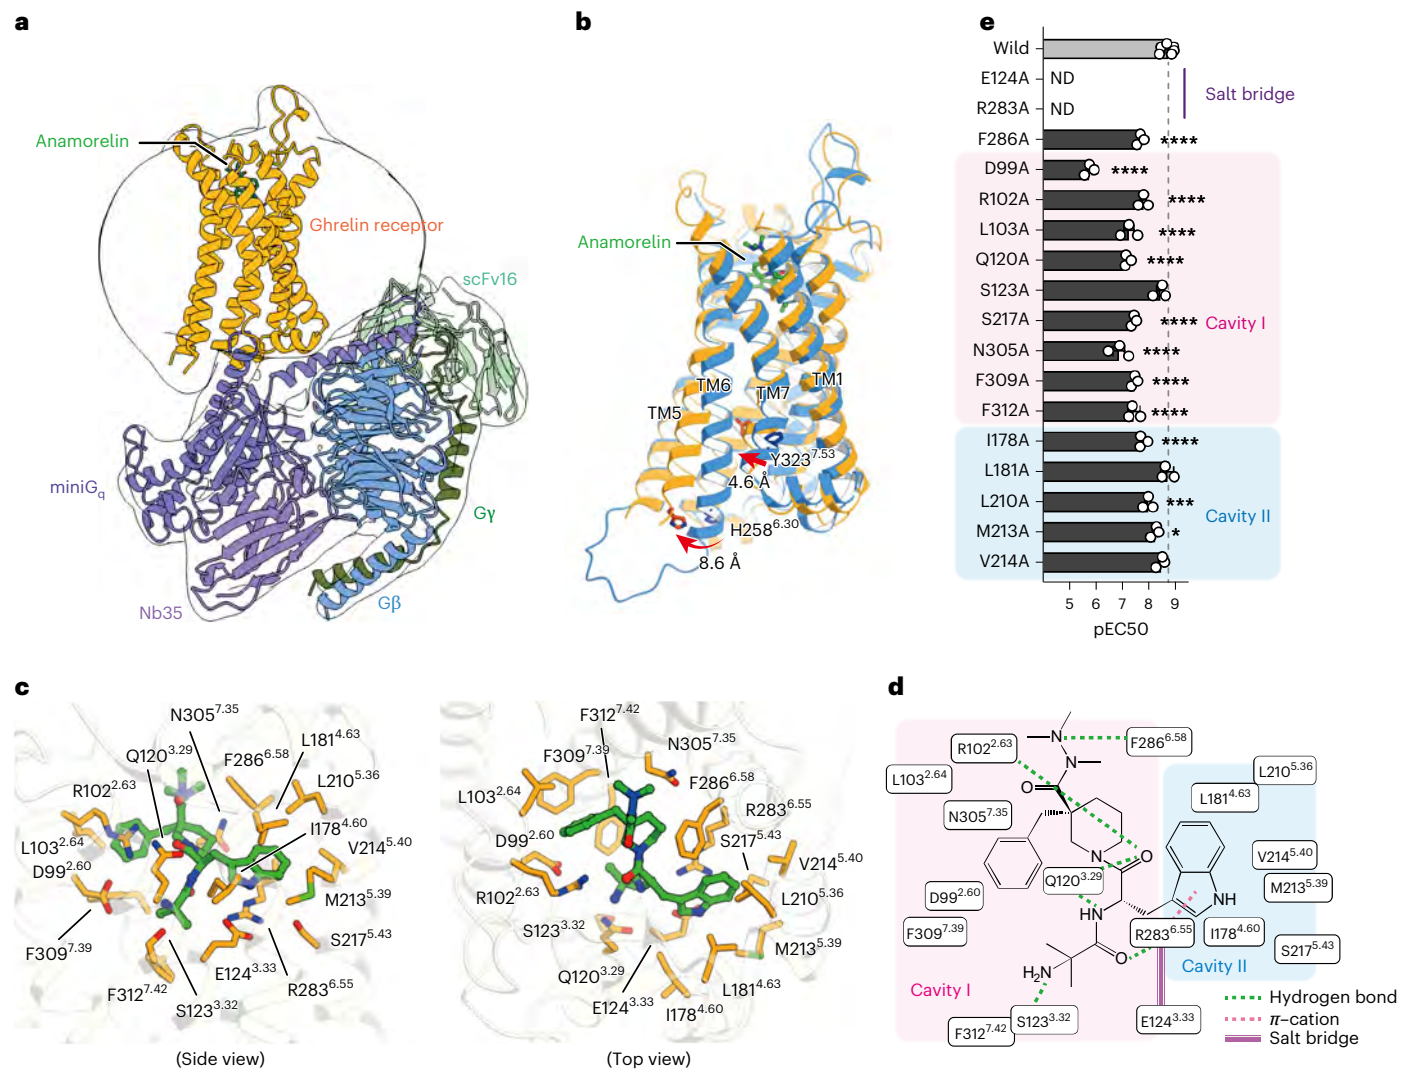 a
Anamorelin
Ghrelin receptor
scFv16
miniGq
Gγ
Gβ
Nb35
b
Anamorelin
TM6
TM7
TM1
TM5
Y323^7.53
4.6 Å
H258^6.30
8.6 Å
e
Wild
E124A ND
R283A ND
Salt bridge
F286A ****
D99A ****
R102A ****
L103A ****
Q120A ****
S123A
S217A ****
Cavity I
N305A ****
F309A ****
F312A ****
I178A ****
L181A
L210A ***
Cavity II
M213A *
V214A
5 6 7 8 9
pEC50
c
N305^7.35
Q120^3.29
F286^6.58
L181^4.63
R102^2.63
L210^5.36
L103^2.64
I178^4.60
D99^2.60
V214^5.40
M213^5.39
F309^7.39
S217^5.43
E124^3.33
F312^7.42
R283^6.55
S123^3.32
(Side view)
F312^7.42
F309^7.39
N305^7.35
L103^2.64
F286^6.58
R283^6.55
D99^2.60
S217^5.43
V214^5.40
R102^2.63
L210^5.36
S123^3.32
M213^5.39
Q120^3.29
L181^4.63
E124^3.33
I178^4.60
(Top view)
d
R102^2.63
N
F286^6.58
L103^2.64
N
L210^5.36
O
L181^4.63
N305^7.35
N
O
V214^5.40
Q120^3.29
M213^5.39
D99^2.60
NH
HN
F309^7.39
R283^6.55
I178^4.60
S217^5.43
O
Cavity II
H2N
Cavity I
Hydrogen bond
S123^3.32
E124^3.33
π–cation
F312^7.42
Salt bridge